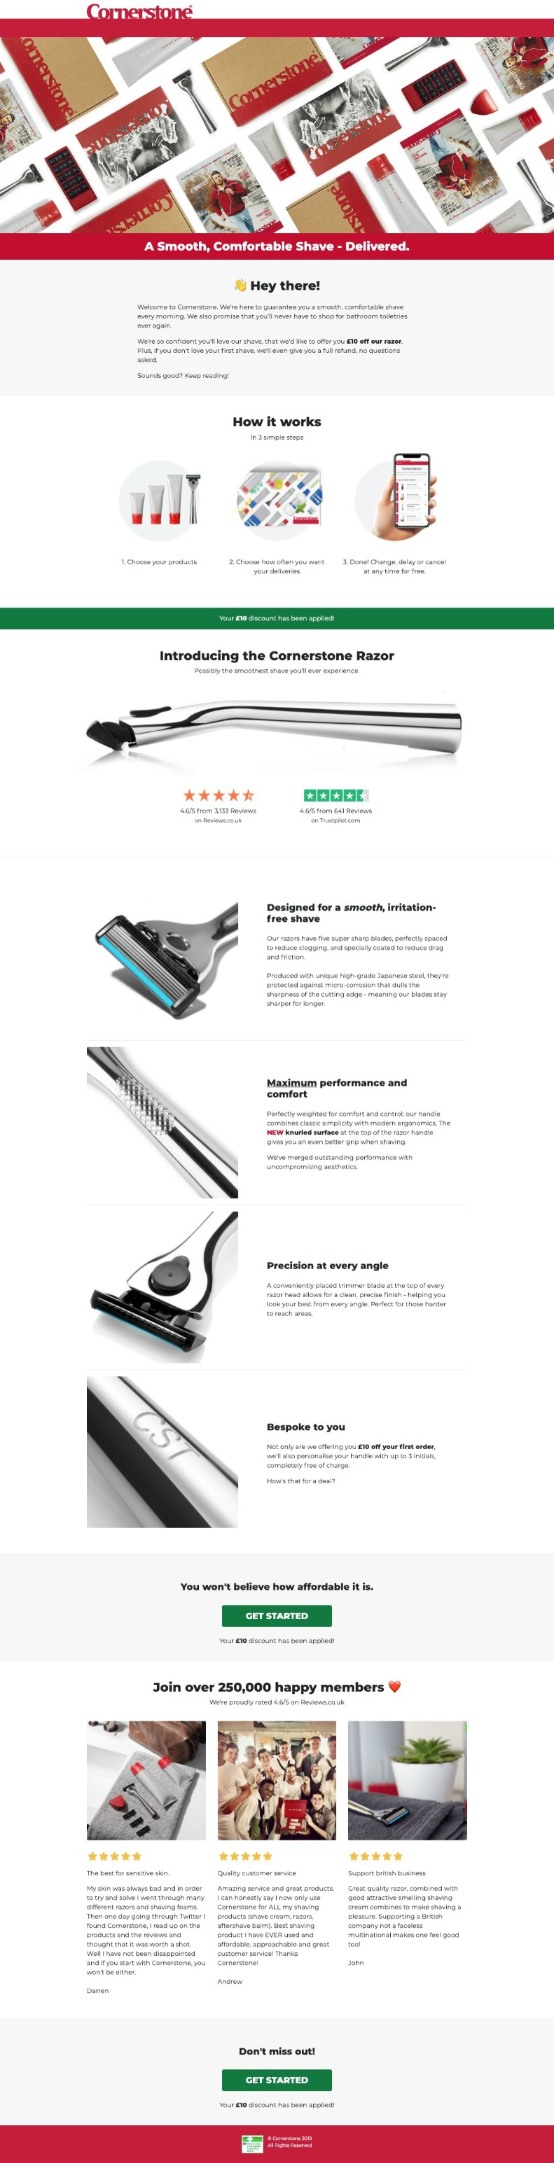 Cornerstone
Cornerstone
Cornerstone
Cornerstone
Cornerstone
A Smooth, Comfortable Shave - Delivered.
👋 Hey there!
Welcome to Cornerstone. We're here to guarantee you a smooth, comfortable shave
every morning. We also promise that you'll never have to shop for bathroom toiletries
ever again.
We're so confident you'll love our shave, that we'd like to offer you £10 off our razor.
Plus, if you don't love your first shave, we'll even give you a full refund, no questions
asked.
Sounds good? Keep reading!
How it works
In 3 simple steps
1. Choose your products
2. Choose how often you want
your deliveries
3. Done! Change, delay or cancel
at any time for free.
Your £10 discount has been applied!
Introducing the Cornerstone Razor
Possibly the smoothest shave you'll ever experience.
4.6/5 from 3,133 Reviews
on Reviews.co.uk
4.6/5 from 641 Reviews
on Trustpilot.com
Designed for a smooth, irritation-
free shave
Our razors have five super sharp blades, perfectly spaced
to reduce clogging, and specially coated to reduce drag
and friction.
Produced with unique high-grade Japanese steel, they're
protected against micro-corrosion that dulls the
sharpness of the cutting edge - meaning our blades stay
sharper for longer.
Maximum performance and
comfort
Perfectly weighted for comfort and control; our handle
combines classic simplicity with modern ergonomics. The
NEW knurled surface at the top of the razor handle
gives you an even better grip when shaving.
We've merged outstanding performance with
uncompromising aesthetics.
Precision at every angle
A conveniently placed trimmer blade at the top of every
razor head allows for a clean, precise finish - helping you
look your best from every angle. Perfect for those harder
to reach areas.
CST
Bespoke to you
Not only are we offering you £10 off your first order,
we'll also personalise your handle with up to 3 initials,
completely free of charge.
How's that for a deal?
You won't believe how affordable it is.
GET STARTED
Your £10 discount has been applied!
Join over 250,000 happy members ❤️
We're proudly rated 4.6/5 on Reviews.co.uk
The best for sensitive skin.
My skin was always bad and in order
to try and solve I went through many
different razors and shaving foams.
Then one day going through Twitter I
found Cornerstone, I read up on the
products and the reviews and
thought that it was worth a shot.
Well I have not been disappointed
and if you start with Cornerstone, you
won't be either.
Darren
Quality customer service
Amazing service and great products.
I can honestly say I now only use
Cornerstone for ALL my shaving
products (shave cream, razors,
aftershave balm). Best shaving
product I have EVER used and
affordable, approachable and great
customer service! Thanks
Cornerstone!
Andrew
Support british business
Great quality razor, combined with
good attractive smelling shaving
cream combines to make shaving a
pleasure. Supporting a British
company not a faceless
multinational makes one feel good
too!
John
Don't miss out!
GET STARTED
Your £10 discount has been applied!
© Cornerstone 2019
All Rights Reserved